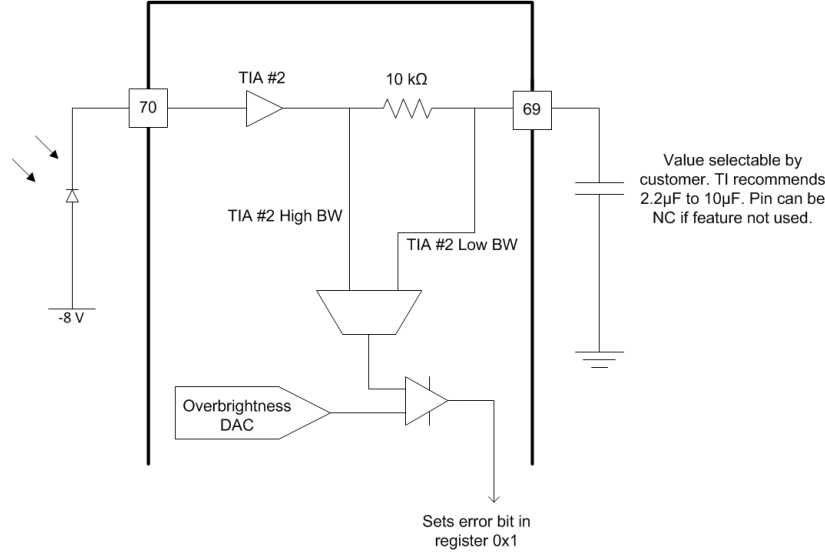 TIA #2
10 kΩ
70
69
Value selectable by
customer. TI recommends
2.2µF to 10µF. Pin can be
NC if feature not used.
TIA #2 High BW
TIA #2 Low BW
-8 V
Overbrightness
DAC
Sets error bit in
register 0x1